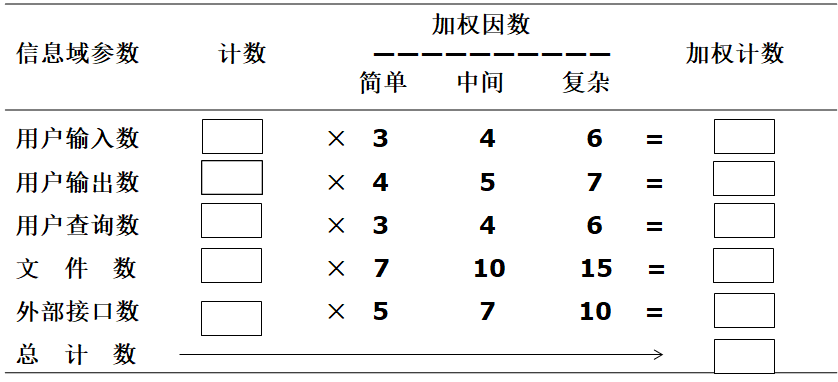 加权因数
信息域参数 计数 加权计数
简单 中间 复杂
用户输入数 × 3 4 6 =
用户输出数 × 4 5 7 =
用户查询数 × 3 4 6 =
文 件 数 × 7 10 15 =
外部接口数 × 5 7 10 =
总 计 数